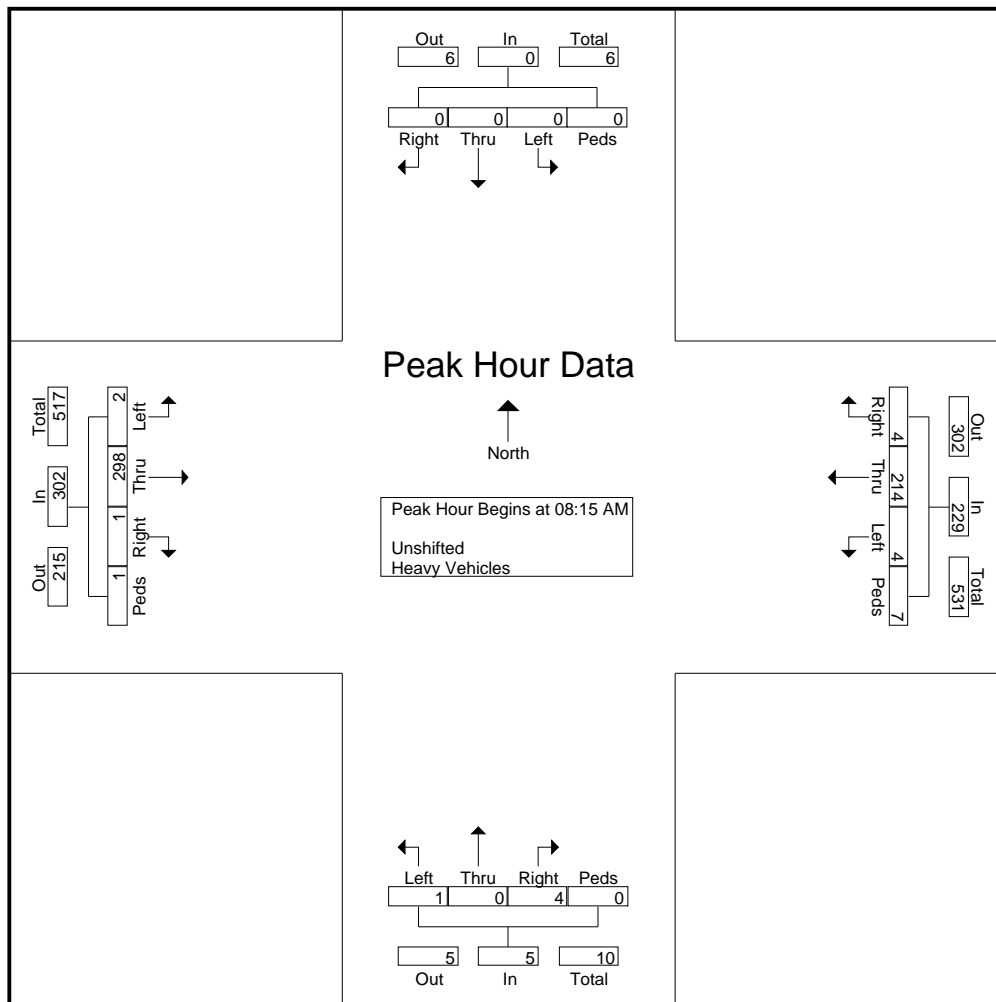 Out In Total
6 0 6
0 0 0 0
Right Thru Left Peds
Peak Hour Data
North
Peak Hour Begins at 08:15 AM
Unshifted
Heavy Vehicles
Total In Out
517 302 215
2 298 1 1
Left Thru Right Peds
Out In Total
302 229 531
4 214 4 7
Right Thru Left Peds
Left Thru Right Peds
1 0 4 0
5 5 10
Out In Total